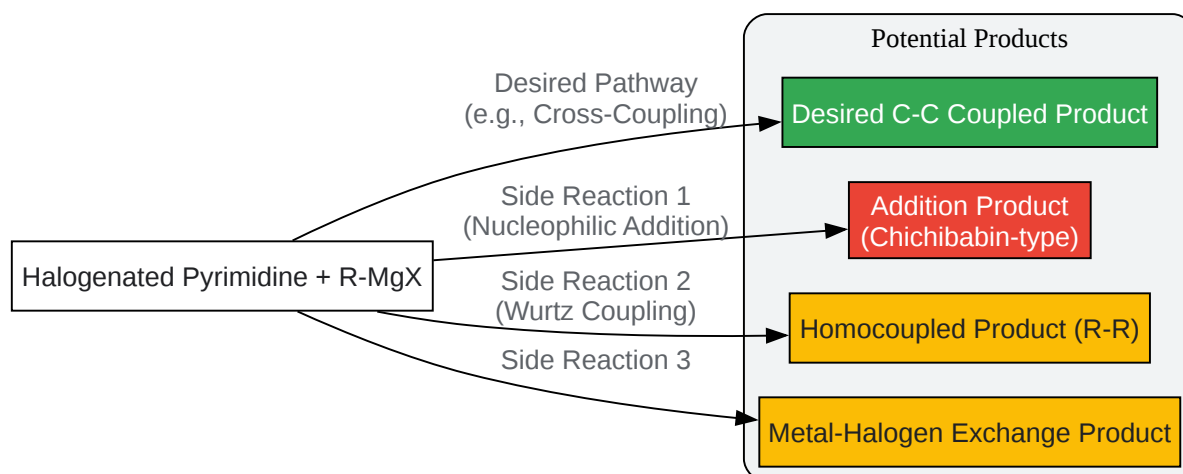 Potential Products
Desired Pathway
(e.g., Cross-Coupling)
Desired C-C Coupled Product
Side Reaction 1
(Nucleophilic Addition)
Addition Product
(Chichibabin-type)
Halogenated Pyrimidine + R-MgX
Side Reaction 2
(Wurtz Coupling)
Homocoupled Product (R-R)
Side Reaction 3
Metal-Halogen Exchange Product